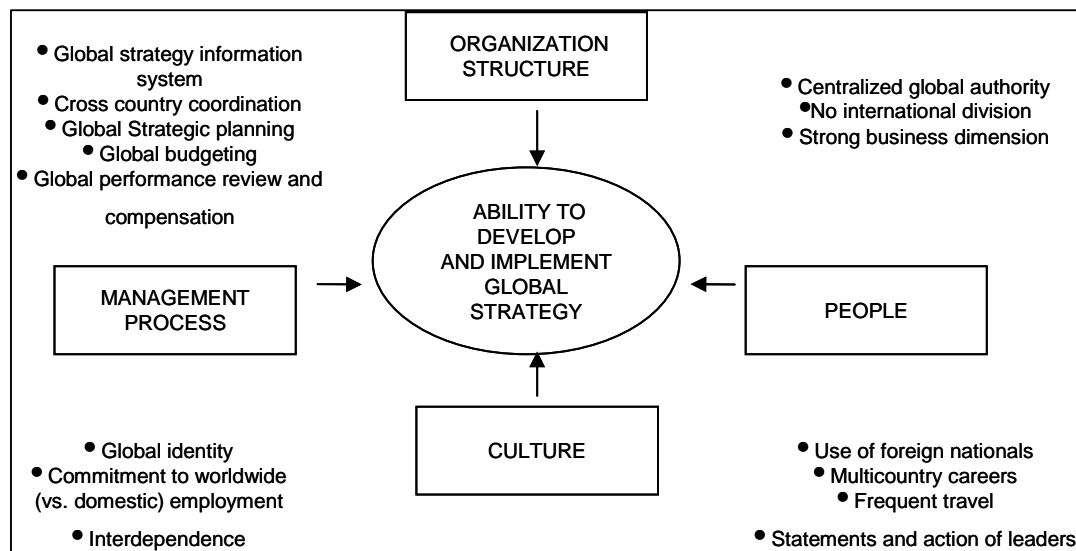 • Global strategy information
system
• Cross country coordination
• Global Strategic planning
• Global budgeting
• Global performance review and
compensation
ORGANIZATION
STRUCTURE
• Centralized global authority
• No international division
• Strong business dimension
ABILITY TO
DEVELOP
AND IMPLEMENT
GLOBAL
STRATEGY
MANAGEMENT
PROCESS
PEOPLE
CULTURE
• Global identity
• Commitment to worldwide
(vs. domestic) employment
• Interdependence
• Use of foreign nationals
• Multicountry careers
• Frequent travel
• Statements and action of leaders